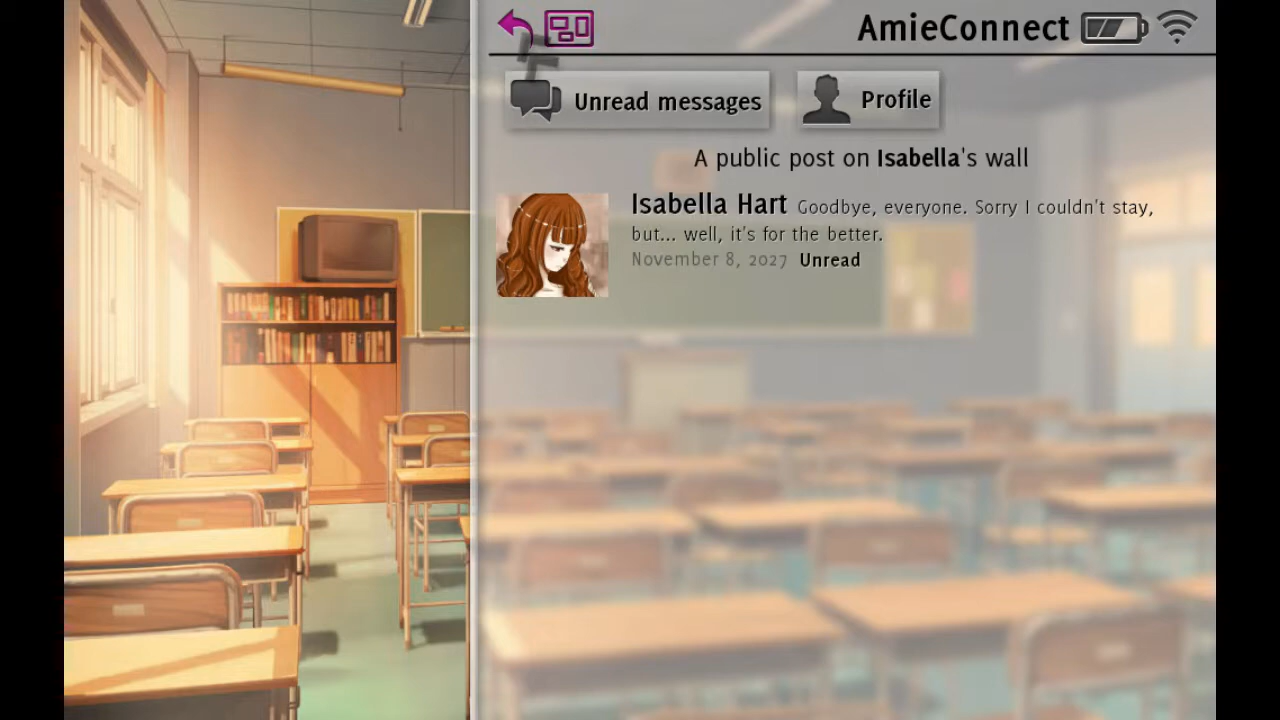 AmieConnect
Unread messages
Profile
A public post on Isabella's wall
Isabella Hart Goodbye, everyone. Sorry I couldn't stay,
but... well, it's for the better.
November 8, 2027 Unread